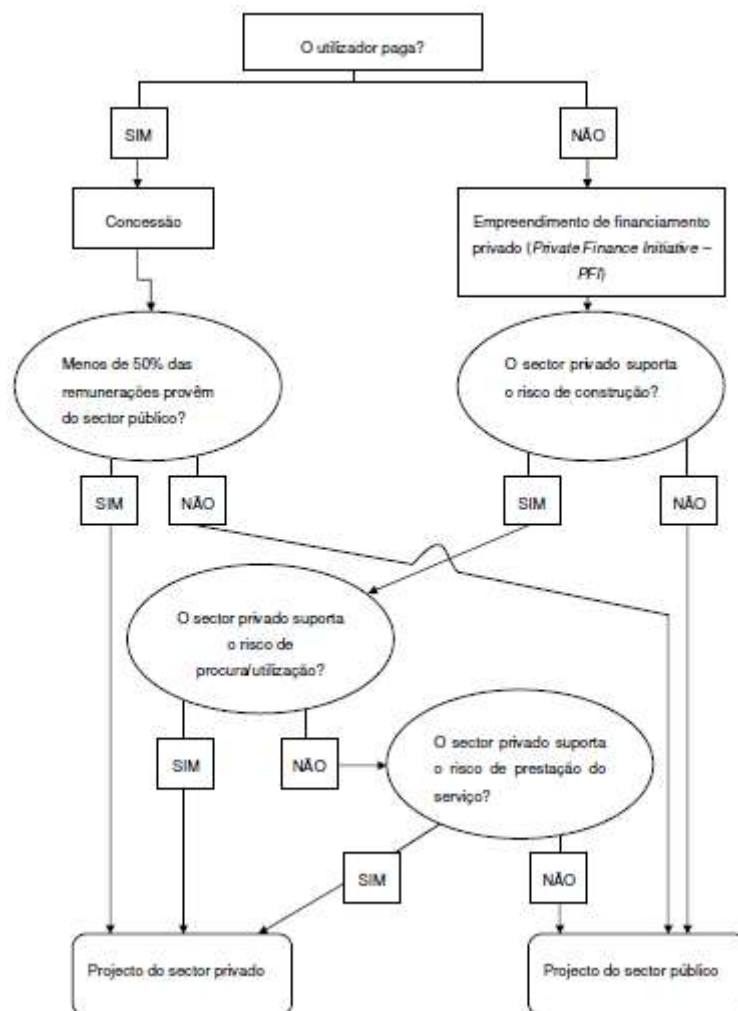 O utilizador paga?
SIM
NÃO
Concessão
Empreendimento de financiamento
privado (Private Finance Initiative –
PFI)
Menos de 50% das
remunerações provêm
do sector público?
O sector privado suporta
o risco de construção?
SIM
NÃO
SIM
NÃO
O sector privado suporta
o risco de
procura/utilização?
SIM
NÃO
O sector privado suporta
o risco de prestação do
serviço?
SIM
NÃO
Projecto do sector privado
Projecto do sector público